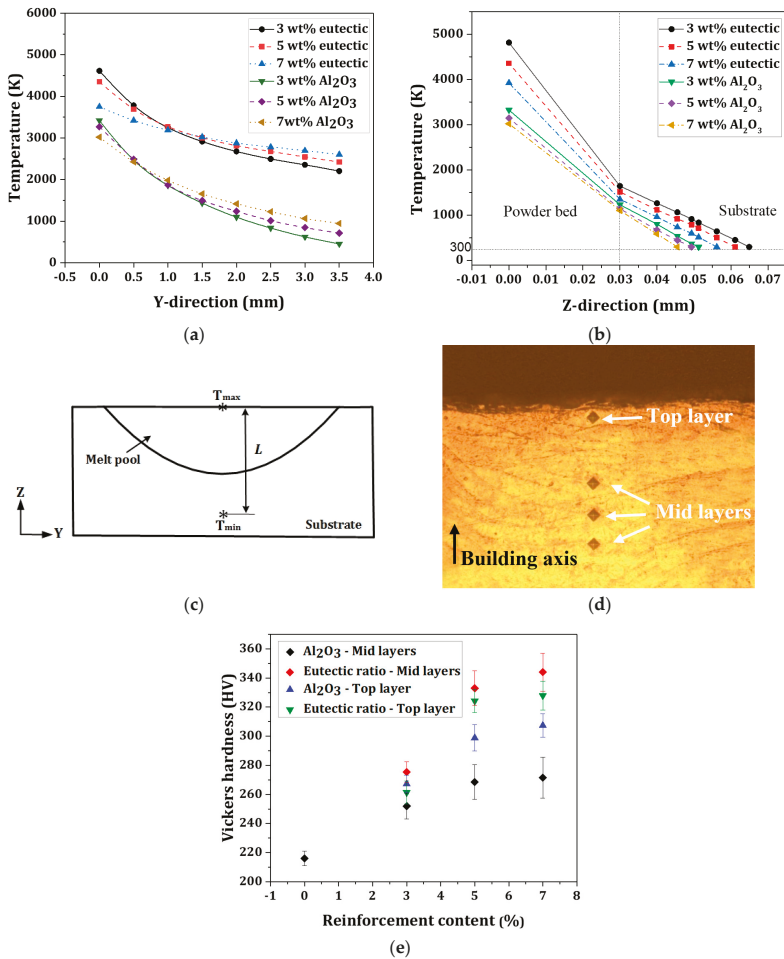 (a)
6000
5000
4000
3000
2000
1000
0
Temperature (K)
3 wt% eutectic
5 wt% eutectic
7 wt% eutectic
3 wt% Al2O3
5 wt% Al2O3
7wt% Al2O3
-0.5 0.0 0.5 1.0 1.5 2.0 2.5 3.0 3.5 4.0
Y-direction (mm)
5000
4000
3000
2000
1000
300
0
Temperature (K)
3 wt% eutectic
5 wt% eutectic
7 wt% eutectic
3 wt% Al2O3
5 wt% Al2O3
7 wt% Al2O3
Powder bed
Substrate
-0.01 0.00 0.01 0.02 0.03 0.04 0.05 0.06 0.07
Z-direction (mm)
(b)
Tmax
L
Melt pool
Tmin
Substrate
Z
Y
(c)
Top layer
Mid layers
Building axis
(d)
360
340
320
300
280
260
240
220
200
Vickers hardness (HV)
Al2O3 - Mid layers
Eutectic ratio - Mid layers
Al2O3 - Top layer
Eutectic ratio - Top layer
-1 0 1 2 3 4 5 6 7 8
Reinforcement content (%)
(e)